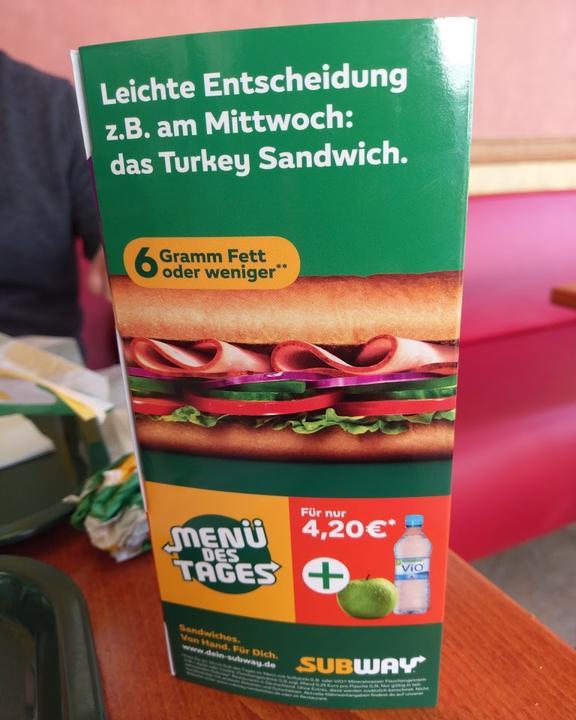 Leichte Entscheidung
z.B. am Mittwoch:
das Turkey Sandwich.
6 Gramm Fett
oder weniger**
MENÜ
DES
TAGES
Für nur
4,20€*
+
ViO
Sandwiches.
Von Hand. Für Dich.
www.dein-subway.de
SUBWAY